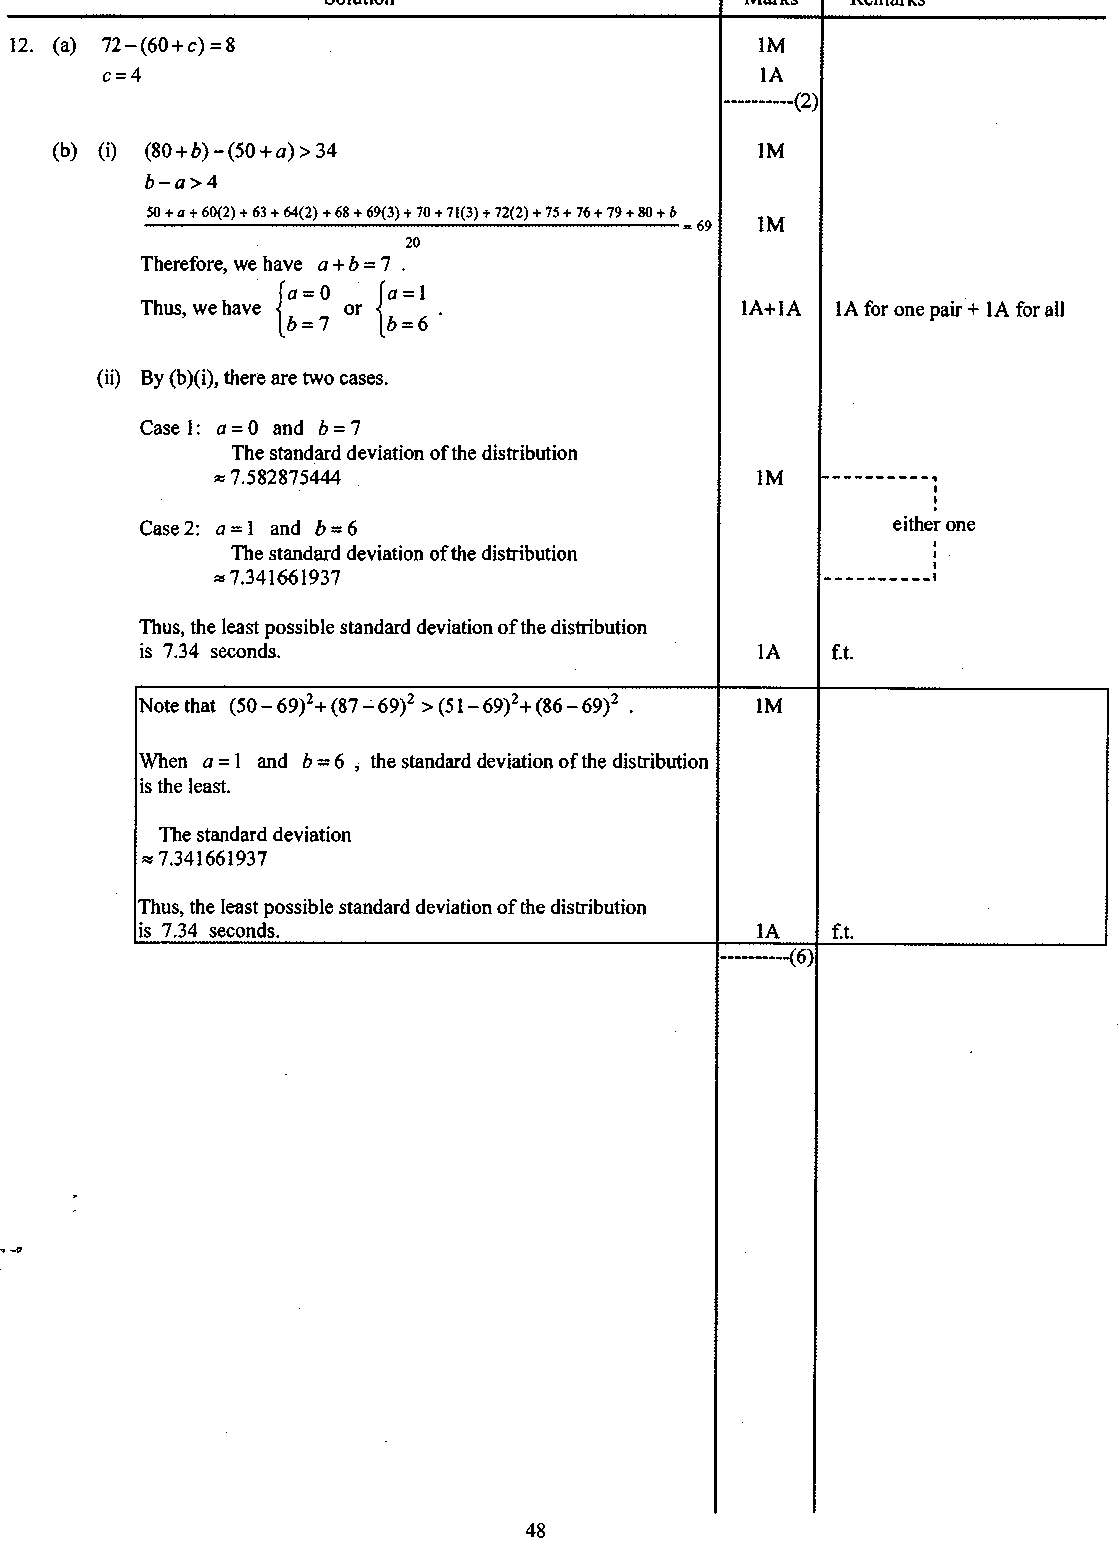 Solution Marks Remarks
12. (a) 72 − (60 + c) = 8 1M
c = 4 1A
----------(2)
(b) (i) (80 + b) − (50 + a) > 34 1M
b − a > 4
50 + a + 60(2) + 63 + 64(2) + 68 + 69(3) + 70 + 71(3) + 72(2) + 75 + 76 + 79 + 80 + b
= 69 1M
20
Therefore, we have a + b = 7 .
Thus, we have { a = 0 or { a = 1
b = 7 b = 6 . 1A+1A 1A for one pair + 1A for all
(ii) By (b)(i), there are two cases.
Case 1: a = 0 and b = 7
The standard deviation of the distribution
≈ 7.582875444 1M
Case 2: a = 1 and b = 6 either one
The standard deviation of the distribution
≈ 7.341661937
Thus, the least possible standard deviation of the distribution
is 7.34 seconds. 1A f.t.
Note that (50 − 69)² + (87 − 69)² > (51 − 69)² + (86 − 69)² . 1M
When a = 1 and b = 6 , the standard deviation of the distribution
is the least.
The standard deviation
≈ 7.341661937
Thus, the least possible standard deviation of the distribution
is 7.34 seconds. 1A f.t.
----------(6)
48